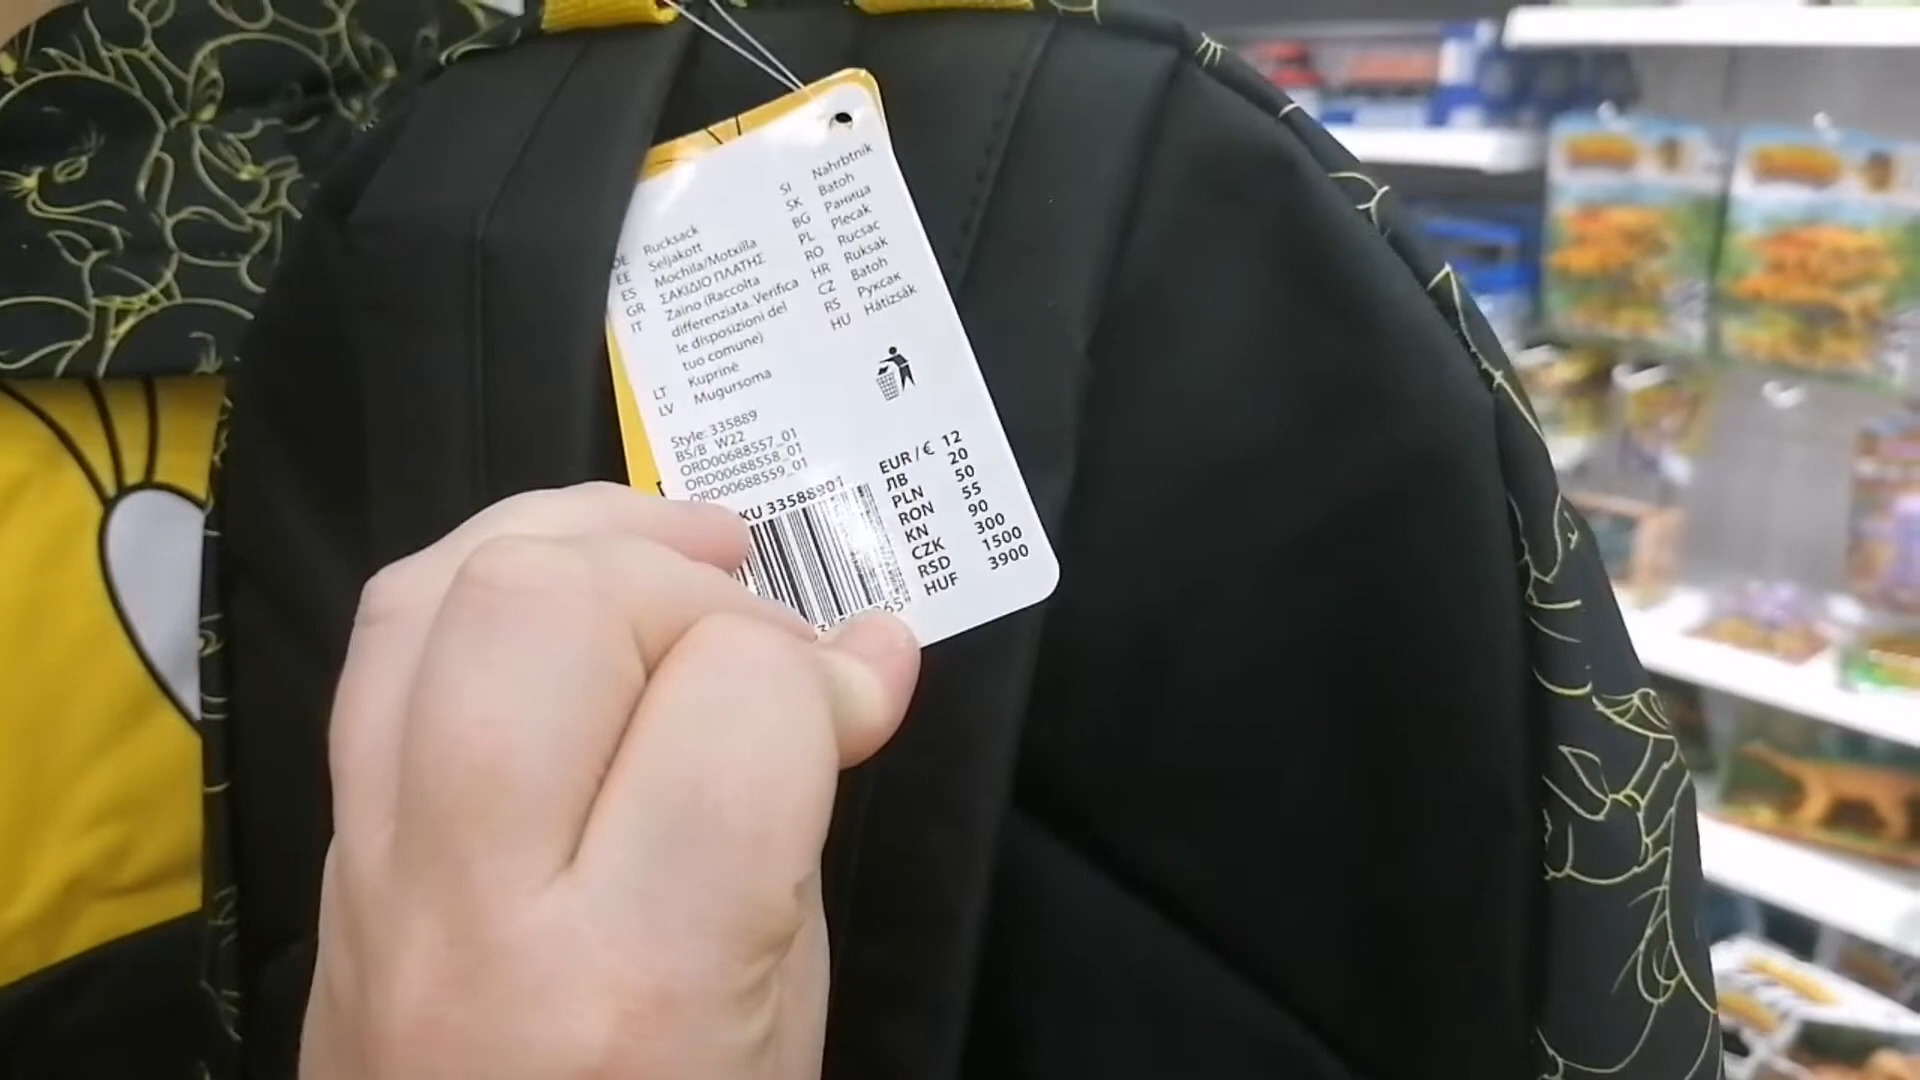 DE Rucksack
EE Seljakott
ES Mochila/Motxilla
GR ΣΑΚΙΔΙΟ ΠΛΑΤΗΣ
IT Zaino (Raccolta
differenziata. Verifica
le disposizioni del
tuo comune)
LT Kuprinė
LV Mugursoma
SI Nahrbtnik
SK Batoh
BG Раница
PL Plecak
RO Rucsac
HR Ruksak
CZ Batoh
RS Руксак
HU Hátizsák
Style: 335889
BS/B W22
ORD00688557_01
ORD00688558_01
ORD00688559_01
KU 33588901
EUR/€ 12
ЛВ 20
PLN 50
RON 55
KN 90
CZK 300
RSD 1500
HUF 3900